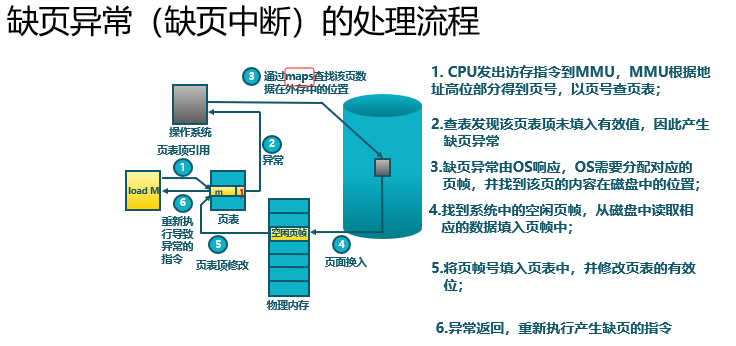 缺页异常（缺页中断）的处理流程
3
通过maps查找该页数
据在外存中的位置
操作系统
页表项引用
1
2
异常
load M
m
1
6
重新执
行导致
异常的
指令
页表
5
页表项修改
空闲页帧
4
页面换入
物理内存
1. CPU发出访存指令到MMU，MMU根据地
址高位部分得到页号，以页号查页表；
2.查表发现该页表项未填入有效值，因此产生
缺页异常
3.缺页异常由OS响应，OS需要分配对应的
页帧，并找到该页的内容在磁盘中的位置；
4.找到系统中的空闲页帧，从磁盘中读取相
应的数据填入页帧中；
5.将页帧号填入页表中，并修改页表的有效
位；
6.异常返回，重新执行产生缺页的指令